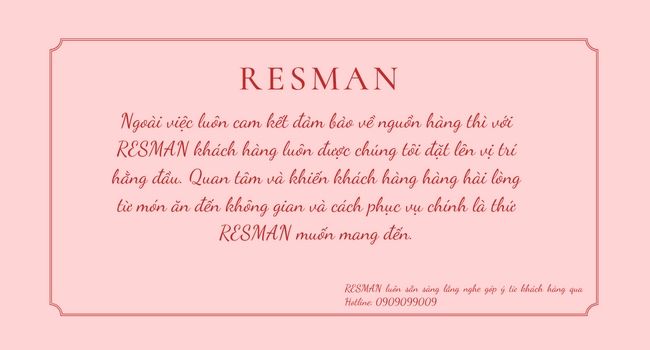 RESMAN
Ngoài việc luôn cam kết đảm bảo về nguồn hàng thì với
RESMAN khách hàng luôn được chúng tôi đặt lên vị trí
hằng đầu. Quan tâm và khiến khách hàng hàng hài lòng
từ món ăn đến không gian và cách phục vụ chính là thứ
RESMAN muốn mang đến.
RESMAN luôn sẵn sàng lắng nghe góp ý từ khách hàng qua
Hotline: 0909099009